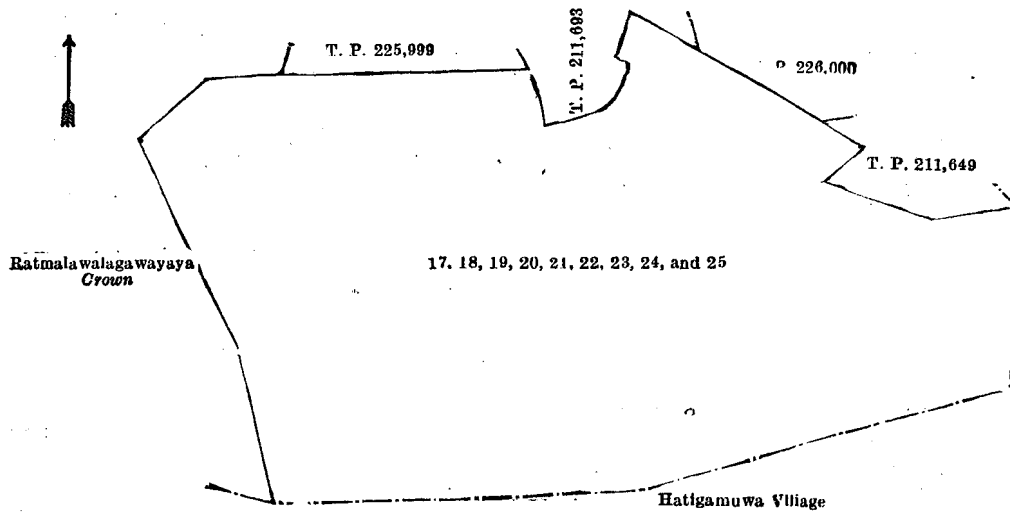 T. P. 225,999
T. P. 211,693
P. 226,000
T. P. 211,649
Ratmalawalagawayaya
Crown
17, 18, 19, 20, 21, 22, 23, 24, and 25
Hatigamuwa Village